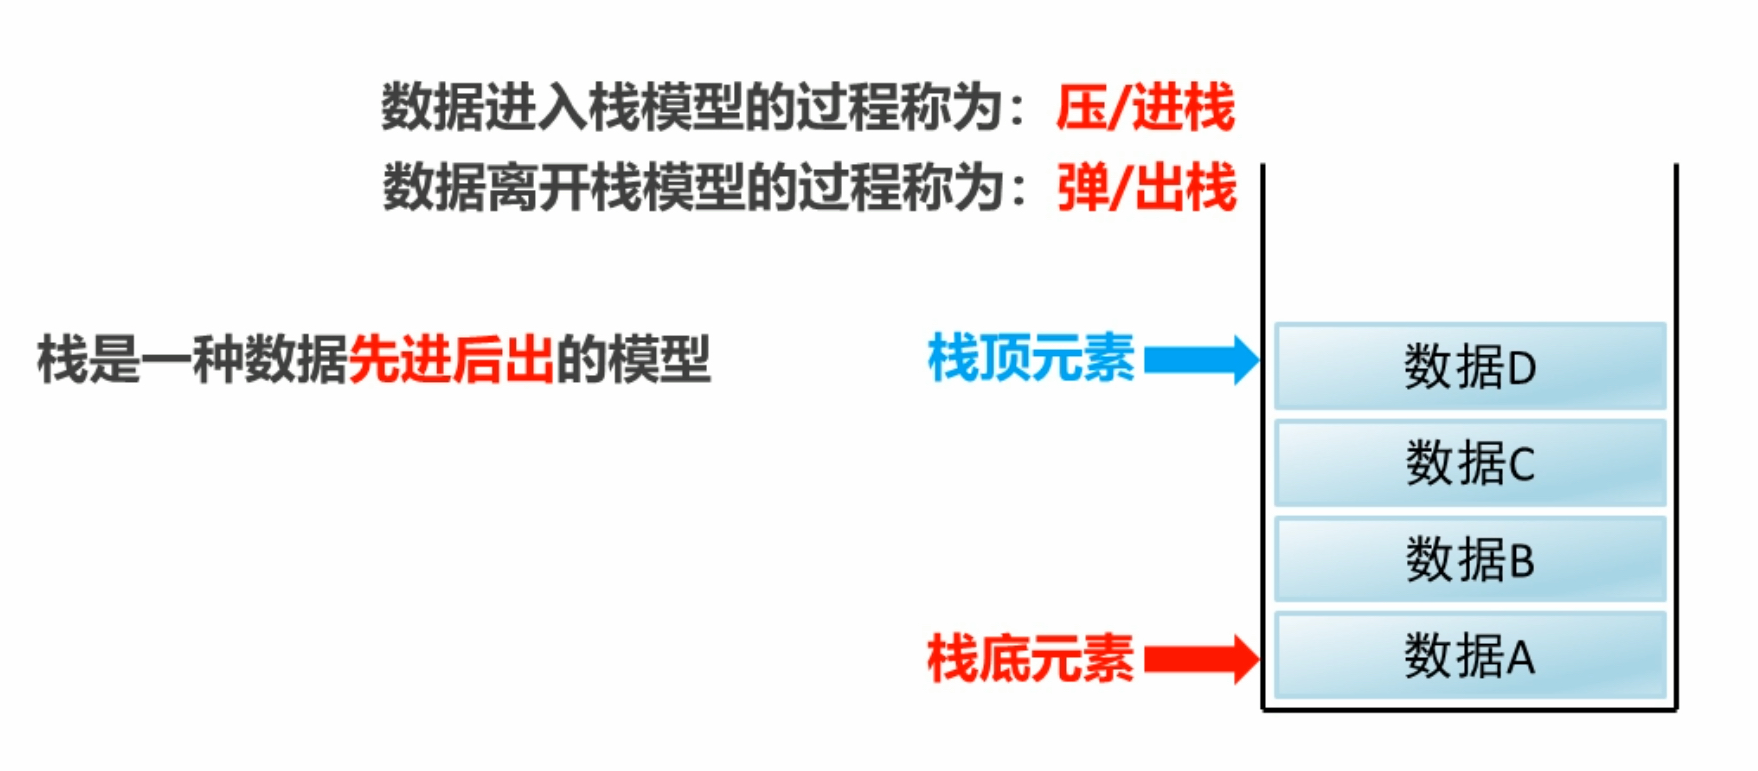 数据进入栈模型的过程称为：压/进栈
数据离开栈模型的过程称为：弹/出栈
栈是一种数据先进后出的模型
栈顶元素
数据D
数据C
数据B
栈底元素
数据A